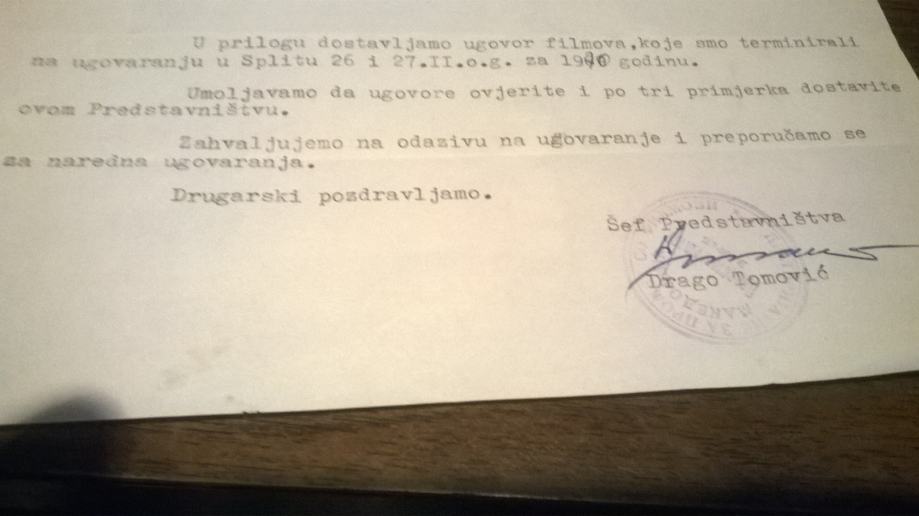 U prilogu dostavljamo ugovor filmova,koje smo terminirali
na ugovaranju u Splitu 26 i 27.II.o.g. za godinu.
Umoljavamo da ugovore ovjerite i po tri primjerka dostavite
ovom Predstavništvu.
Zahvaljujemo na odazivu na ugovaranje i preporučamo se
za naredna ugovaranja.
Drugarski pozdravljamo.
Šef Predstavništva
Drago Tomović